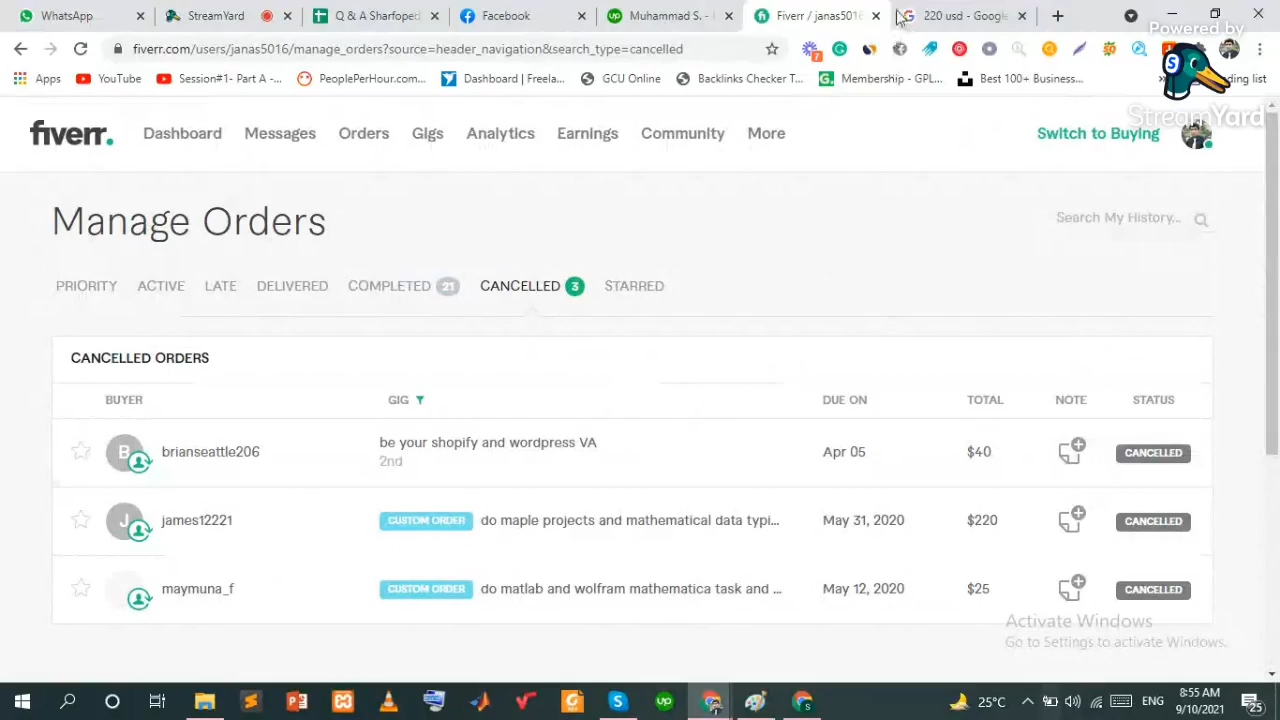 WhatsApp
StreamYard
Q & A Sharfoped
Facebook
Muhammad S. -
Fiverr / janas5016
220 usd - Google
fiverr.com/users/janas5016/manage_orders?source=header_navigation&search_type=cancelled
Powered by
StreamYard
Apps
YouTube
Session#1- Part A -...
PeoplePerHour.com...
Dashboard | Freela...
GCU Online
Backlinks Checker T...
Membership - GPL...
Best 100+ Business...
ding list
fiverr.
Dashboard
Messages
Orders
Gigs
Analytics
Earnings
Community
More
Switch to Buying
Manage Orders
Search My History...
PRIORITY
ACTIVE
LATE
DELIVERED
COMPLETED 21
CANCELLED 3
STARRED
CANCELLED ORDERS
BUYER GIG DUE ON TOTAL NOTE STATUS
B brianseattle206 be your shopify and wordpress VA Apr 05 $40 CANCELLED
2nd
J james12221 CUSTOM ORDER do maple projects and mathematical data typi... May 31, 2020 $220 CANCELLED
maymuna_f CUSTOM ORDER do matlab and wolfram mathematica task and ... May 12, 2020 $25 CANCELLED
Activate Windows
Go to Settings to activate Windows.
25°C
ENG
8:55 AM
9/10/2021
25